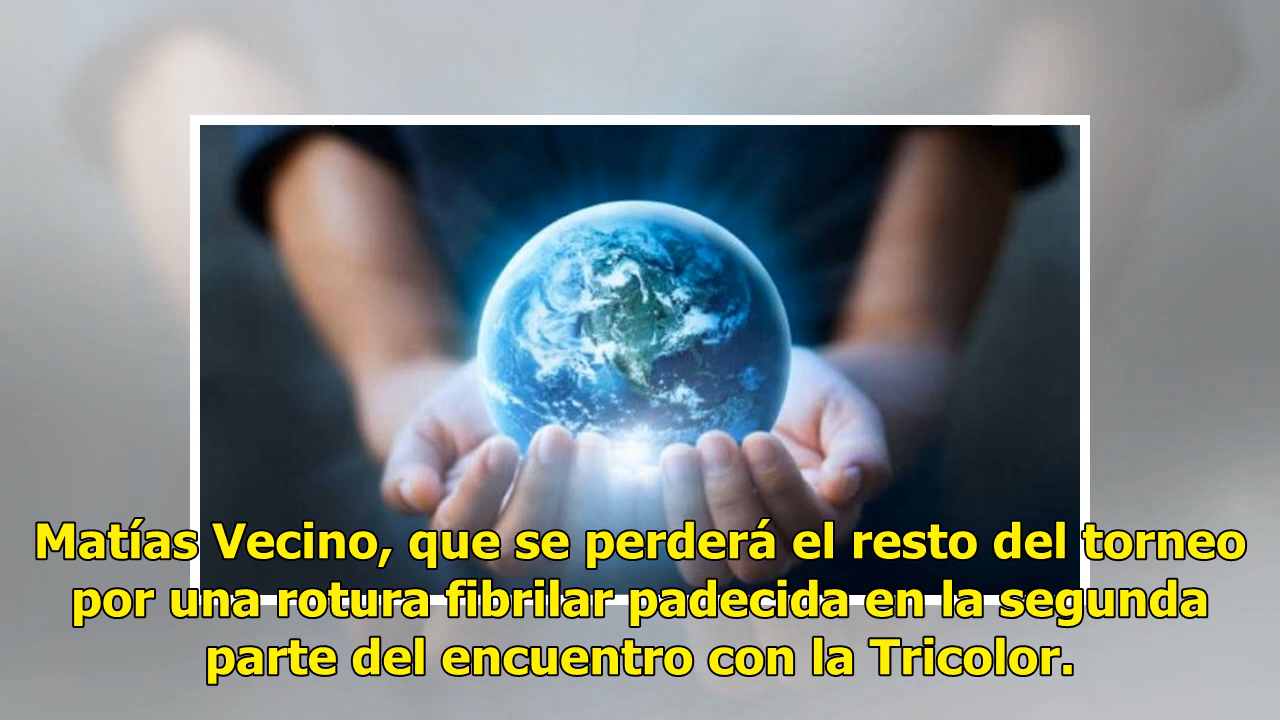 Matías Vecino, que se perderá el resto del torneo
por una rotura fibrilar padecida en la segunda
parte del encuentro con la Tricolor.